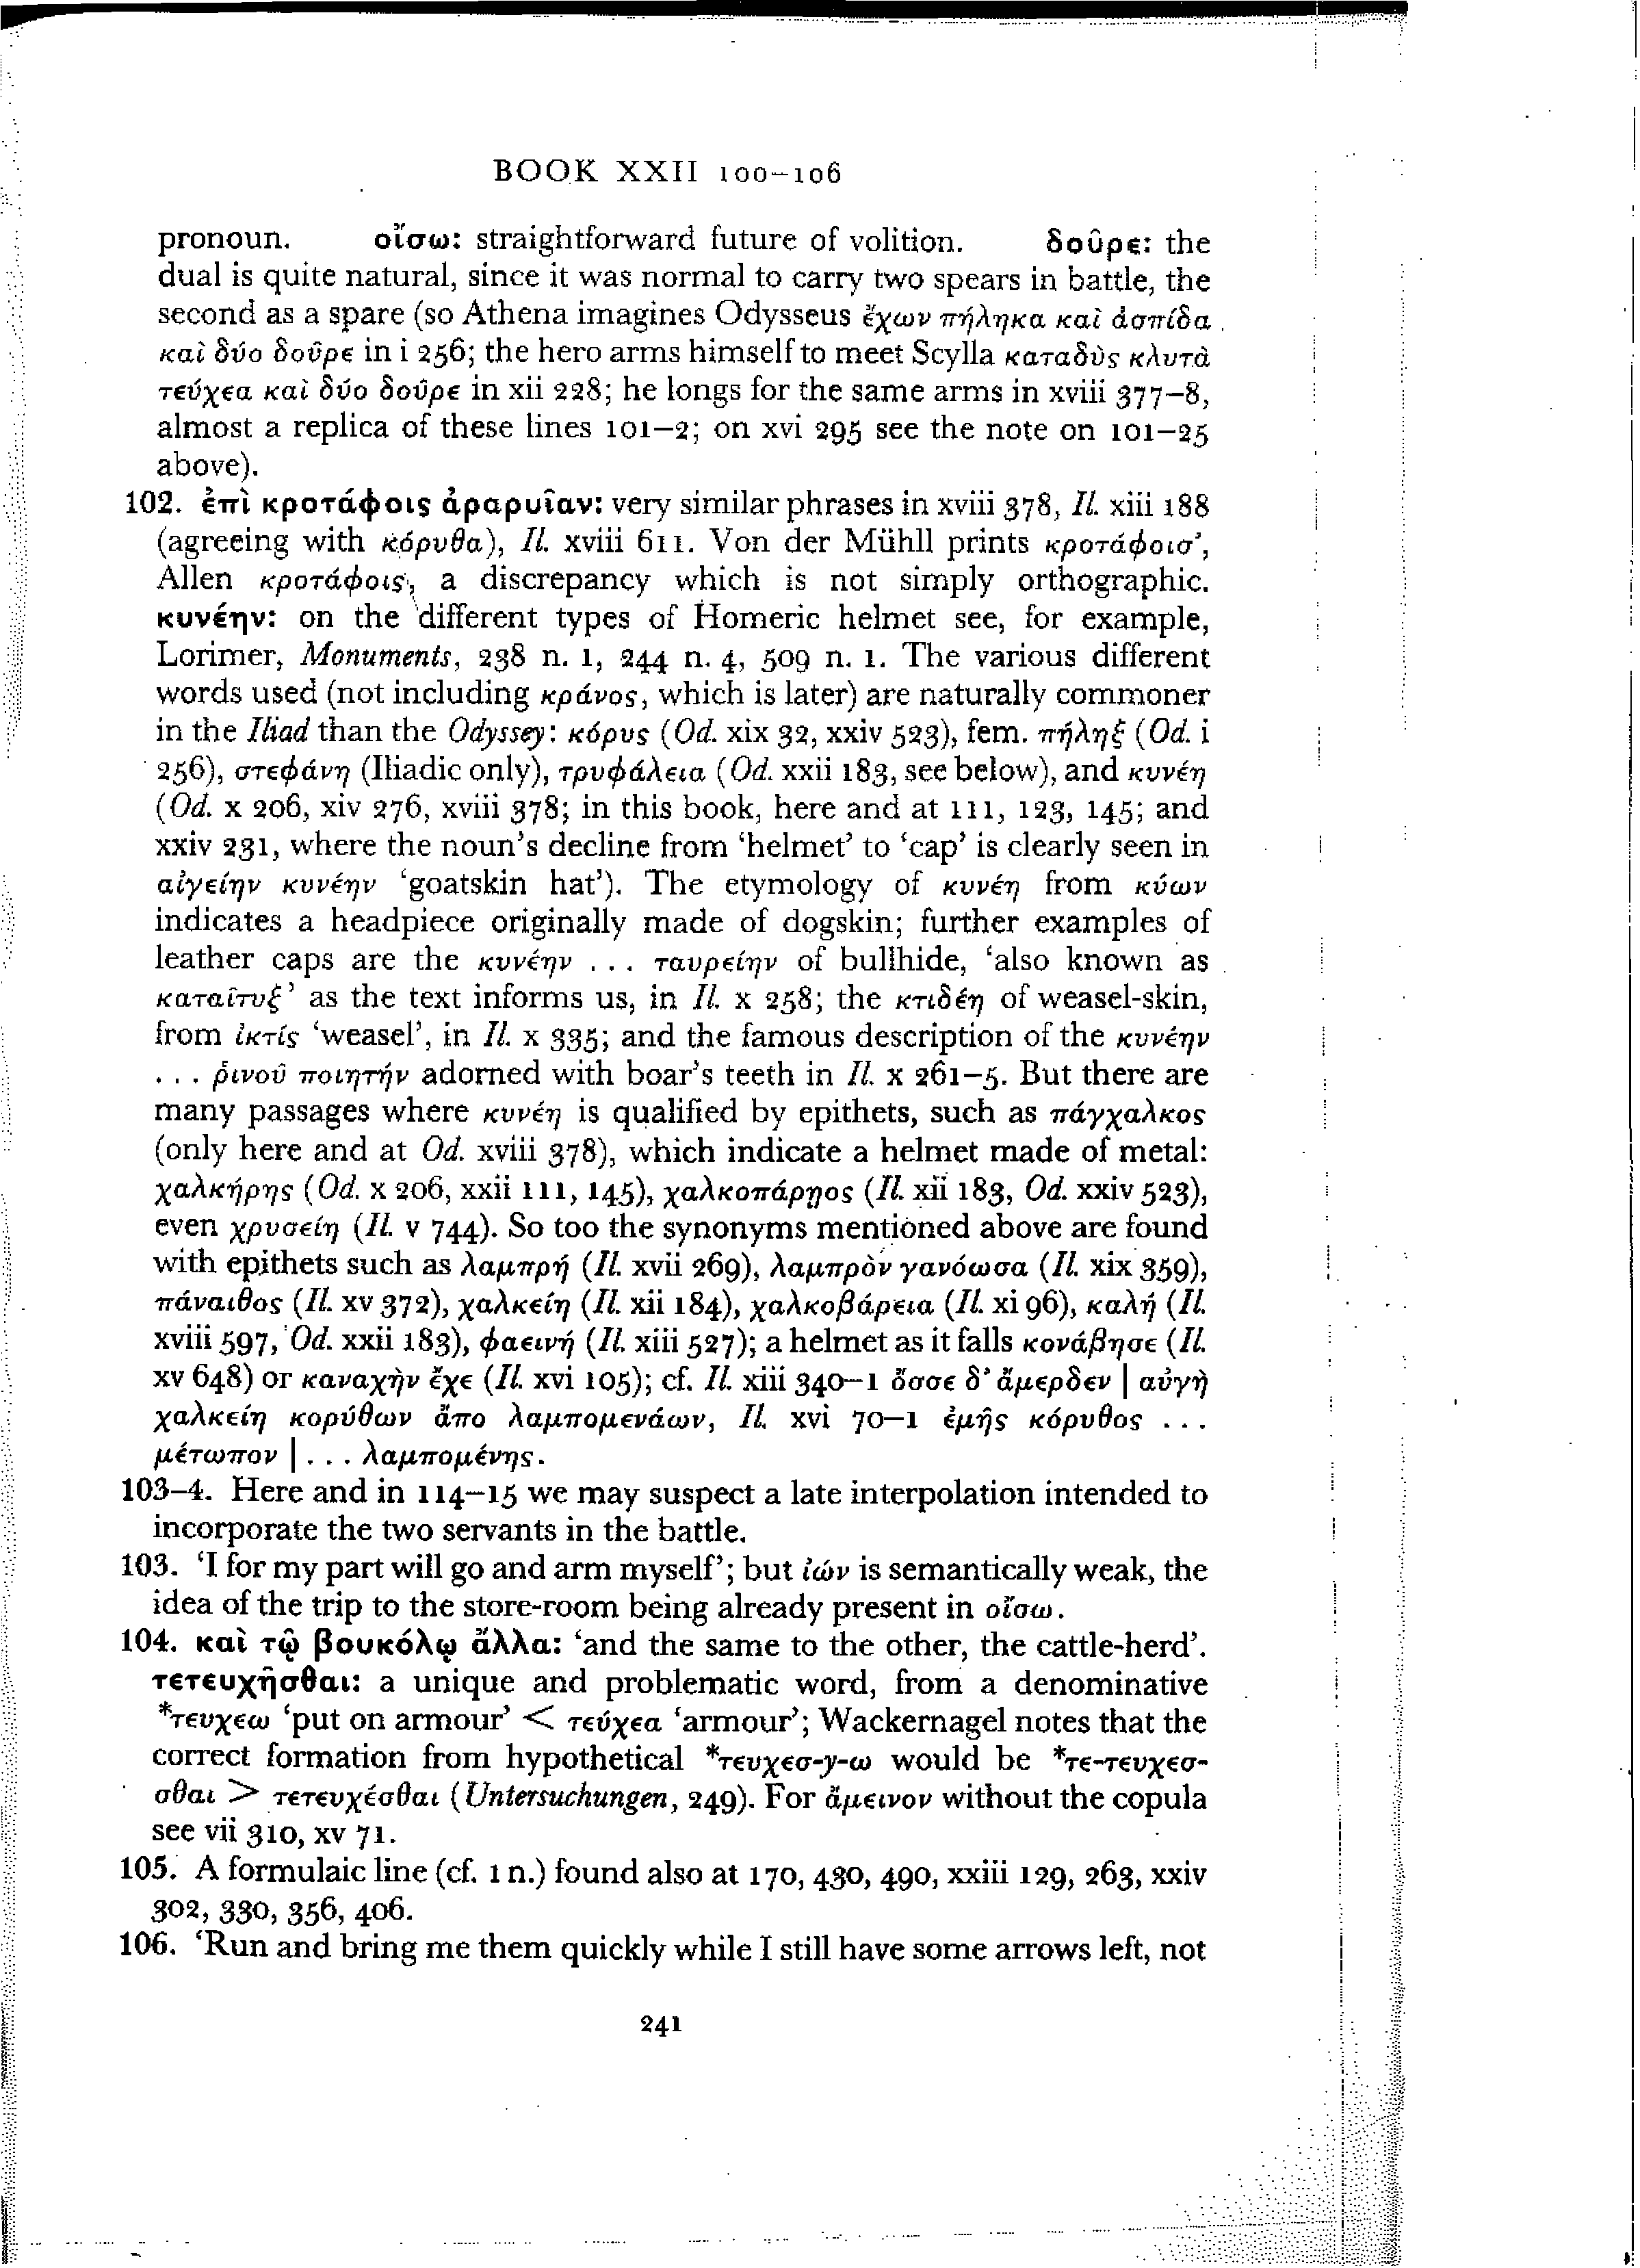 BOOK XXII 100–106
pronoun. οἴσω: straightforward future of volition. δοῦρε: the
dual is quite natural, since it was normal to carry two spears in battle, the
second as a spare (so Athena imagines Odysseus ἔχων πήληκα καὶ ἀσπίδα
καὶ δύο δοῦρε in i 256; the hero arms himself to meet Scylla καταδὺς κλυτὰ
τεύχεα καὶ δύο δοῦρε in xii 228; he longs for the same arms in xviii 377–8,
almost a replica of these lines 101–2; on xvi 295 see the note on 101–25
above).
102. ἐπὶ κροτάφοις ἀραρυῖαν: very similar phrases in xviii 378, Il. xiii 188
(agreeing with κόρυθα), Il. xviii 611. Von der Mühll prints κροτάφοισ’,
Allen κροτάφοις, a discrepancy which is not simply orthographic.
κυνέην: on the different types of Homeric helmet see, for example,
Lorimer, Monuments, 238 n. 1, 244 n. 4, 509 n. 1. The various different
words used (not including κράνος, which is later) are naturally commoner
in the Iliad than the Odyssey: κόρυς (Od. xix 32, xxiv 523), fem. πήληξ (Od. i
256), στεφάνη (Iliadic only), τρυφάλεια (Od. xxii 183, see below), and κυνέη
(Od. x 206, xiv 276, xviii 378; in this book, here and at 111, 123, 145; and
xxiv 231, where the noun’s decline from ‘helmet’ to ‘cap’ is clearly seen in
αἰγείην κυνέην ‘goatskin hat’). The etymology of κυνέη from κύων
indicates a headpiece originally made of dogskin; further examples of
leather caps are the κυνέην . . . ταυρείην of bullhide, ‘also known as
καταῖτυξ’ as the text informs us, in Il. x 258; the κτιδέη of weasel-skin,
from ἰκτίς ‘weasel’, in Il. x 335; and the famous description of the κυνέην
. . . ῥινοῦ ποιητήν adorned with boar’s teeth in Il. x 261–5. But there are
many passages where κυνέη is qualified by epithets, such as πάγχαλκος
(only here and at Od. xviii 378), which indicate a helmet made of metal:
χαλκήρης (Od. x 206, xxii 111, 145), χαλκοπάρῃος (Il. xii 183, Od. xxiv 523),
even χρυσείη (Il. v 744). So too the synonyms mentioned above are found
with epithets such as λαμπρή (Il. xvii 269), λαμπρὸν γανόωσα (Il. xix 359),
πάναιθος (Il. xv 372), χαλκείη (Il. xii 184), χαλκοβάρεια (Il. xi 96), καλή (Il.
xviii 597, Od. xxii 183), φαεινή (Il. xiii 527); a helmet as it falls κονάβησε (Il.
xv 648) or καναχὴν ἔχε (Il. xvi 105); cf. Il. xiii 340–1 ὄσσε δ’ ἄμερδεν | αὐγὴ
χαλκείη κορύθων ἄπο λαμπομενάων, Il. xvi 70–1 ἐμῆς κόρυθος . . .
μέτωπον | . . . λαμπομένης.
103–4. Here and in 114–15 we may suspect a late interpolation intended to
incorporate the two servants in the battle.
103. ‘I for my part will go and arm myself’; but ἰών is semantically weak, the
idea of the trip to the store-room being already present in οἴσω.
104. καὶ τῷ βουκόλῳ ἄλλα: ‘and the same to the other, the cattle-herd’.
τετευχῆσθαι: a unique and problematic word, from a denominative
*τευχεω ‘put on armour’ < τεύχεα ‘armour’; Wackernagel notes that the
correct formation from hypothetical *τευχεσ-y-ω would be *τε-τευχεσ-
σθαι > τετευχέσθαι (Untersuchungen, 249). For ἄμεινον without the copula
see vii 310, xv 71.
105. A formulaic line (cf. 1 n.) found also at 170, 430, 490, xxiii 129, 263, xxiv
302, 330, 356, 406.
106. ‘Run and bring me them quickly while I still have some arrows left, not
241